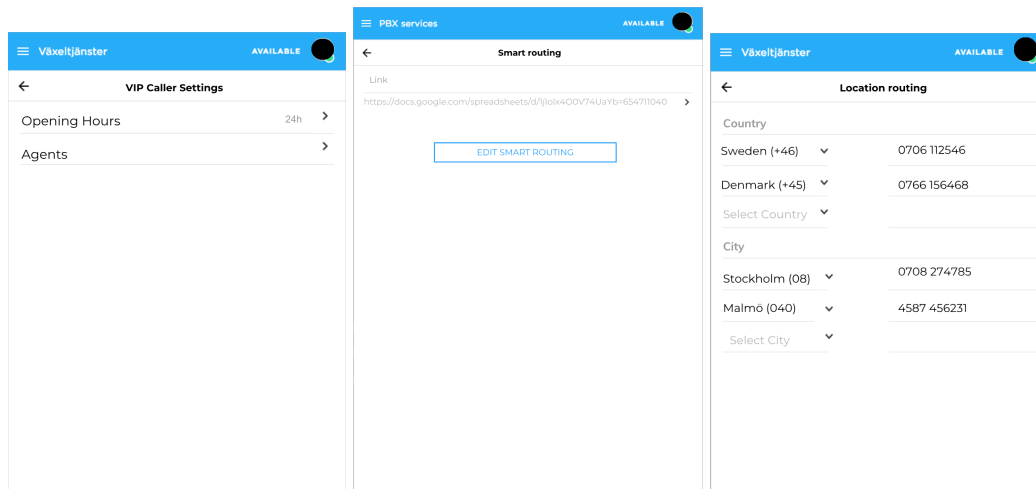 Växeltjänster AVAILABLE
VIP Caller Settings
Opening Hours 24h
Agents
PBX services AVAILABLE
Smart routing
Link
https://docs.google.com/spreadsheets/d/1jIolx4O0V74UaYb=654711040
EDIT SMART ROUTING
Växeltjänster AVAILABLE
Location routing
Country
Sweden (+46) 0706 112546
Denmark (+45) 0766 156468
Select Country
City
Stockholm (08) 0708 274785
Malmö (040) 4587 456231
Select City